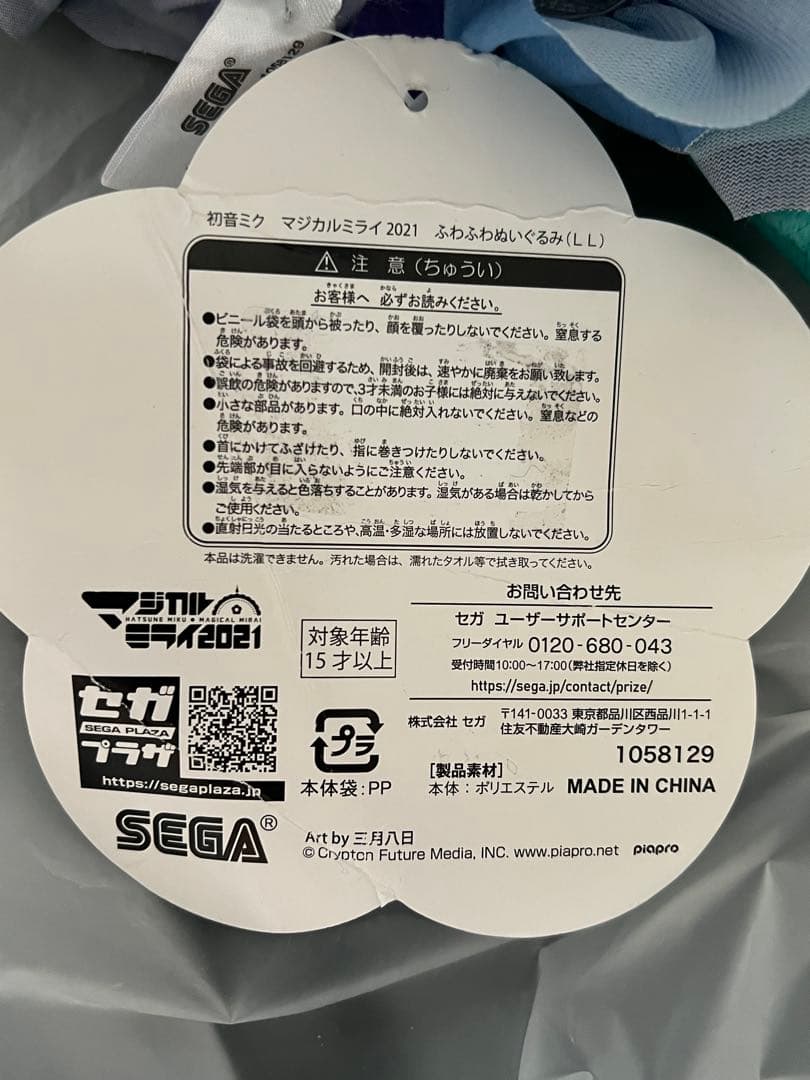 SEGA®
1058129
初音ミク マジカルミライ2021 ふわふわぬいぐるみ(LL)
注 意(ちゅうい)
お客様へ 必ずお読みください。
●ビニール袋を頭から被ったり、顔を覆ったりしないでください。窒息する
危険があります。
●袋による事故を回避するため、開封後は、速やかに廃棄をお願い致します。
●誤飲の危険がありますので、3才未満のお子様には絶対に与えないでください。
●小さな部品があります。口の中に絶対入れないでください。窒息などの
危険があります。
●首にかけてふざけたり、指に巻きつけたりしないでください。
●先端部が目に入らないようにご注意ください。
●湿気を与えると色落ちすることがあります。湿気がある場合は乾かしてから
ご使用ください。
●直射日光の当たるところや、高温・多湿な場所には放置しないでください。
本品は洗濯できません。汚れた場合は、濡れたタオル等で拭き取ってください。
マジカル
HATSUNE MIKU MAGICAL MIRAI
ミライ2021
対象年齢
15才以上
お問い合わせ先
セガ ユーザーサポートセンター
フリーダイヤル 0120-680-043
受付時間10:00〜17:00(弊社指定休日を除く)
https://sega.jp/contact/prize/
セガ
SEGA PLAZA
プラザ
https://segaplaza.jp
プラ
本体袋:PP
株式会社 セガ 〒141-0033 東京都品川区西品川1-1-1
住友不動産大崎ガーデンタワー
1058129
[製品素材]
本体:ポリエステル MADE IN CHINA
SEGA®
Art by 三月八日
© Crypton Future Media, INC. www.piapro.net piapro